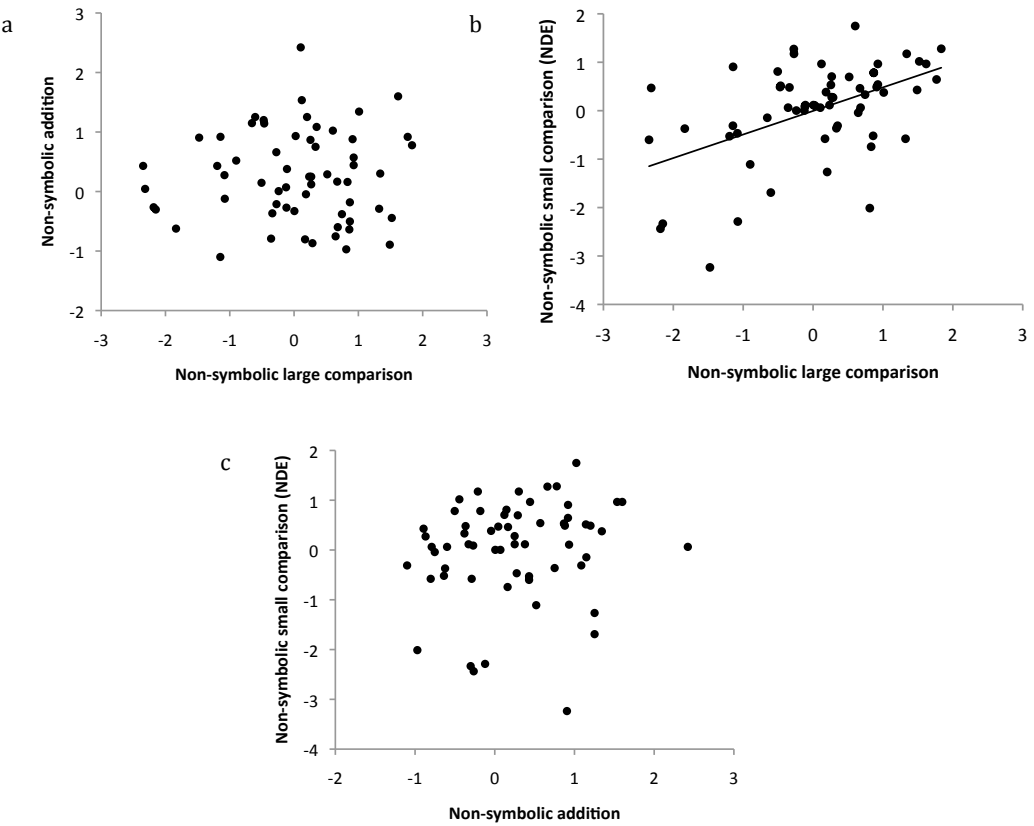 a
3
2
1
0
-1
-2
Non-symbolic addition
-3 -2 -1 0 1 2 3
Non-symbolic large comparison
b
2
1
0
-1
-2
-3
-4
Non-symbolic small comparison (NDE)
-3 -2 -1 0 1 2 3
Non-symbolic large comparison
c
2
1
0
-1
-2
-3
-4
Non-symbolic small comparison (NDE)
-2 -1 0 1 2 3
Non-symbolic addition